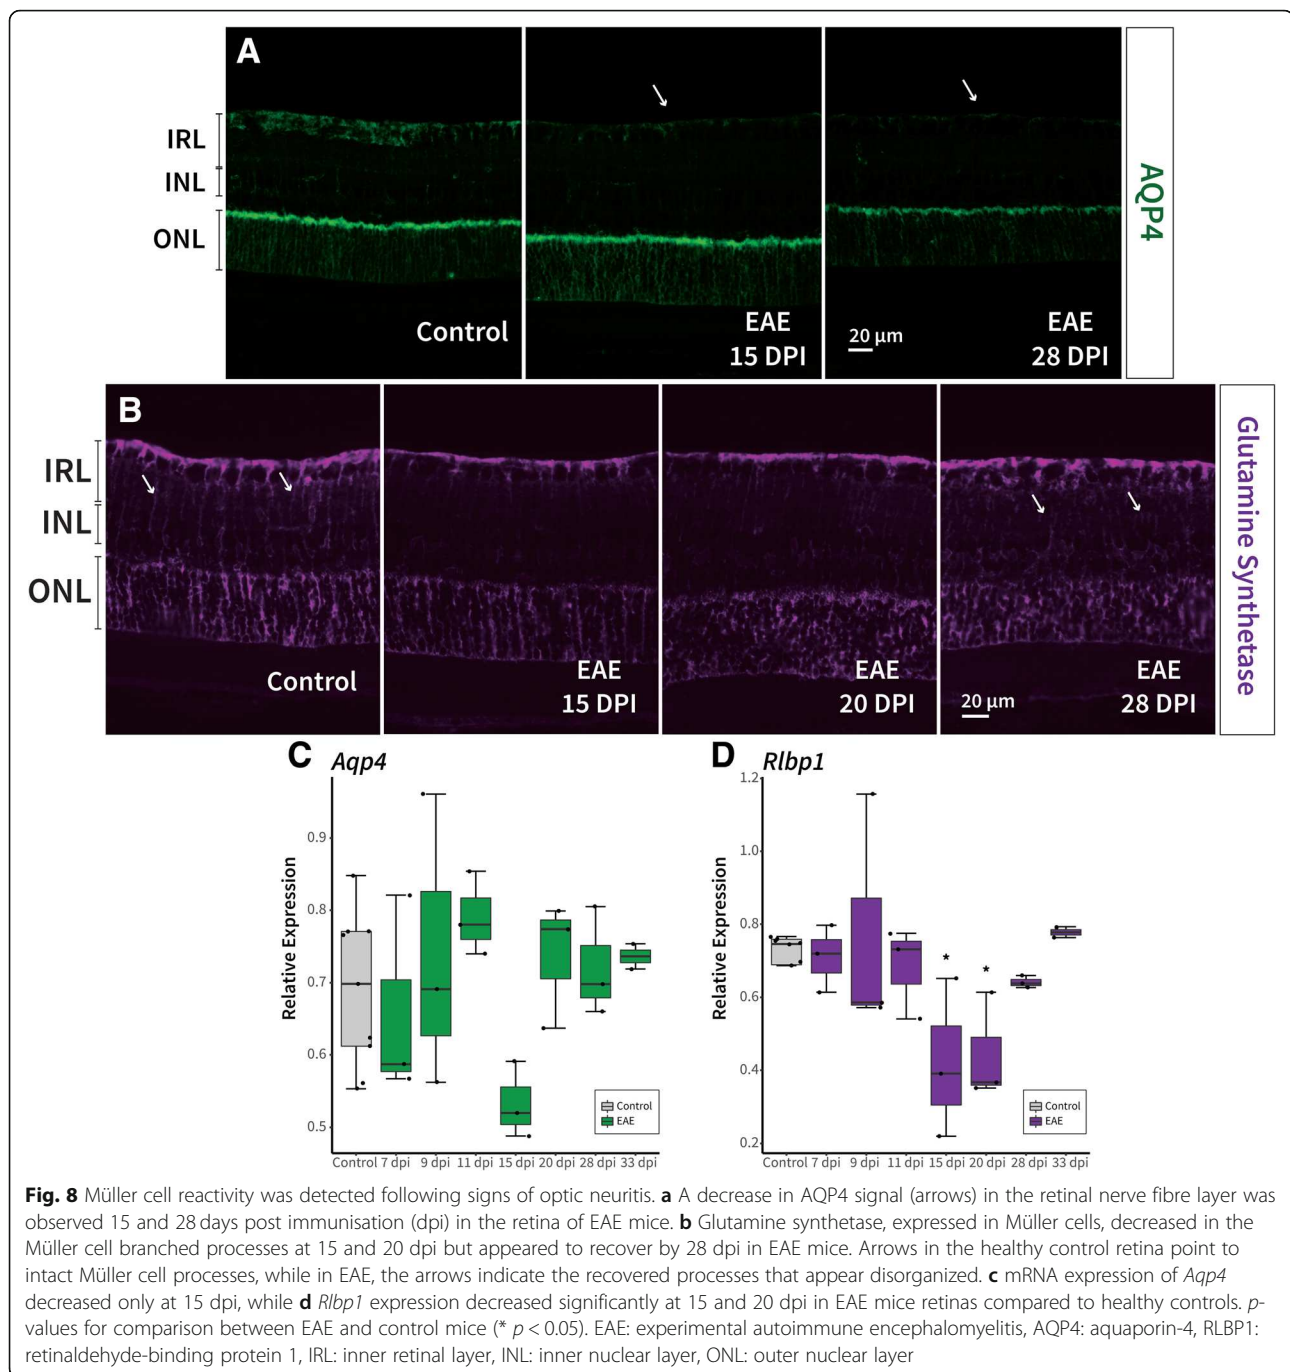 A
IRL
INL
ONL
Control
EAE
15 DPI
20 µm
EAE
28 DPI
AQP4
B
IRL
INL
ONL
Control
EAE
15 DPI
EAE
20 DPI
20 µm
EAE
28 DPI
Glutamine Synthetase
C Aqp4
Relative Expression
0.9
0.8
0.7
0.6
0.5
Control
EAE
Control 7 dpi 9 dpi 11 dpi 15 dpi 20 dpi 28 dpi 33 dpi
D Rlbp1
Relative Expression
1.2
1.0
0.8
0.6
0.4
0.2
* *
Control
EAE
Control 7 dpi 9 dpi 11 dpi 15 dpi 20 dpi 28 dpi 33 dpi
Fig. 8 Müller cell reactivity was detected following signs of optic neuritis. a A decrease in AQP4 signal (arrows) in the retinal nerve fibre layer was
observed 15 and 28 days post immunisation (dpi) in the retina of EAE mice. b Glutamine synthetase, expressed in Müller cells, decreased in the
Müller cell branched processes at 15 and 20 dpi but appeared to recover by 28 dpi in EAE mice. Arrows in the healthy control retina point to
intact Müller cell processes, while in EAE, the arrows indicate the recovered processes that appear disorganized. c mRNA expression of Aqp4
decreased only at 15 dpi, while d Rlbp1 expression decreased significantly at 15 and 20 dpi in EAE mice retinas compared to healthy controls. p-
values for comparison between EAE and control mice (* p < 0.05). EAE: experimental autoimmune encephalomyelitis, AQP4: aquaporin-4, RLBP1:
retinaldehyde-binding protein 1, IRL: inner retinal layer, INL: inner nuclear layer, ONL: outer nuclear layer